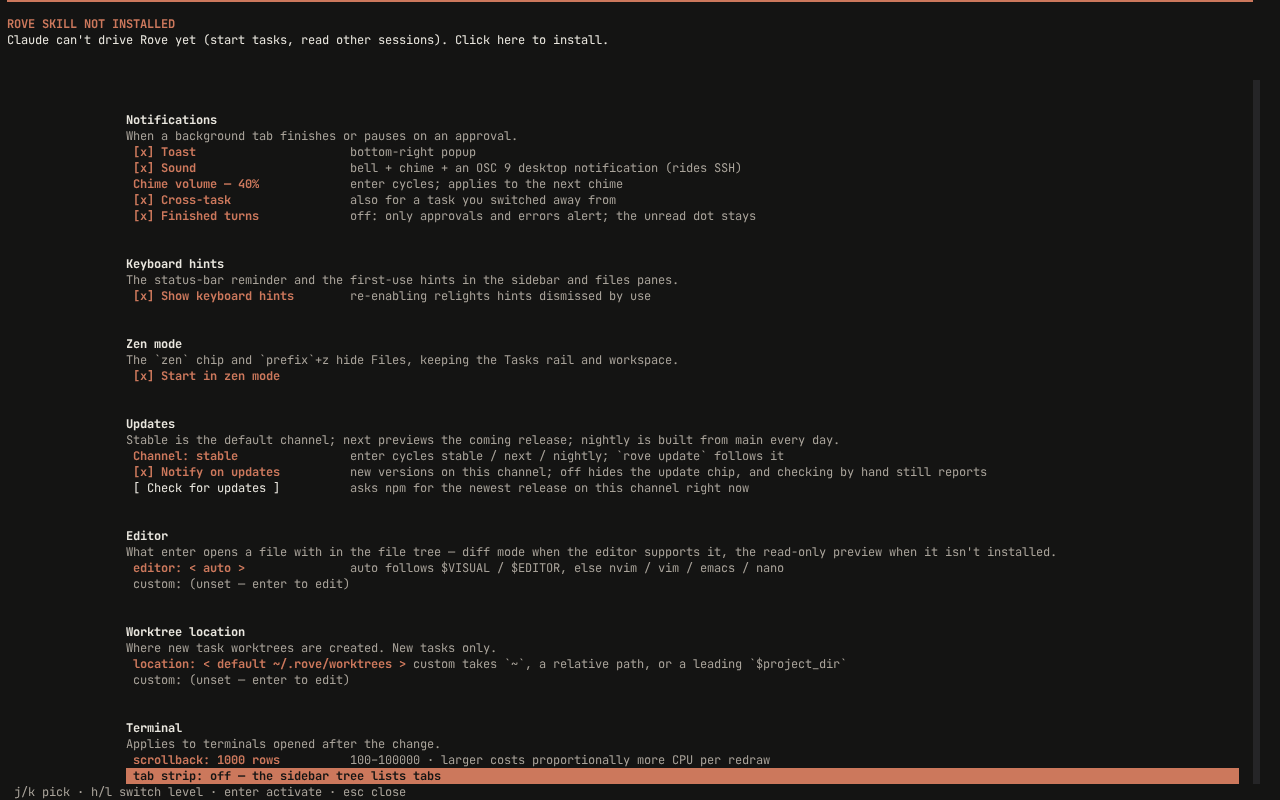 ROVE SKILL NOT INSTALLED
Claude can't drive Rove yet (start tasks, read other sessions). Click here to install.
Notifications
When a background tab finishes or pauses on an approval.
[x] Toast bottom-right popup
[x] Sound bell + chime + an OSC 9 desktop notification (rides SSH)
Chime volume — 40% enter cycles; applies to the next chime
[x] Cross-task also for a task you switched away from
[x] Finished turns off: only approvals and errors alert; the unread dot stays
Keyboard hints
The status-bar reminder and the first-use hints in the sidebar and files panes.
[x] Show keyboard hints re-enabling relights hints dismissed by use
Zen mode
The `zen` chip and `prefix`+z hide Files, keeping the Tasks rail and workspace.
[x] Start in zen mode
Updates
Stable is the default channel; next previews the coming release; nightly is built from main every day.
Channel: stable enter cycles stable / next / nightly; `rove update` follows it
[x] Notify on updates new versions on this channel; off hides the update chip, and checking by hand still reports
[ Check for updates ] asks npm for the newest release on this channel right now
Editor
What enter opens a file with in the file tree — diff mode when the editor supports it, the read-only preview when it isn't installed.
editor: < auto > auto follows $VISUAL / $EDITOR, else nvim / vim / emacs / nano
custom: (unset — enter to edit)
Worktree location
Where new task worktrees are created. New tasks only.
location: < default ~/.rove/worktrees > custom takes `~`, a relative path, or a leading `$project_dir`
custom: (unset — enter to edit)
Terminal
Applies to terminals opened after the change.
scrollback: 1000 rows 100–100000 · larger costs proportionally more CPU per redraw
tab strip: off — the sidebar tree lists tabs
j/k pick · h/l switch level · enter activate · esc close